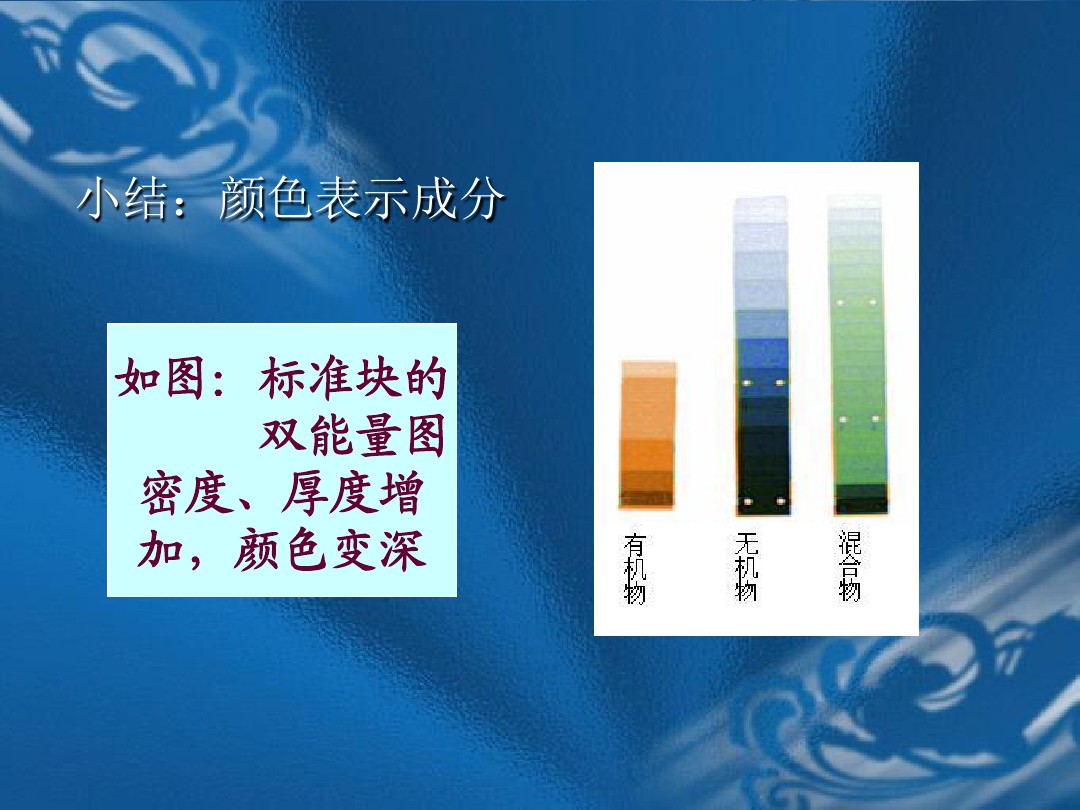 小结：颜色表示成分
如图：标准块的
双能量图
密度、厚度增
加，颜色变深
有机物
无机物
混合物